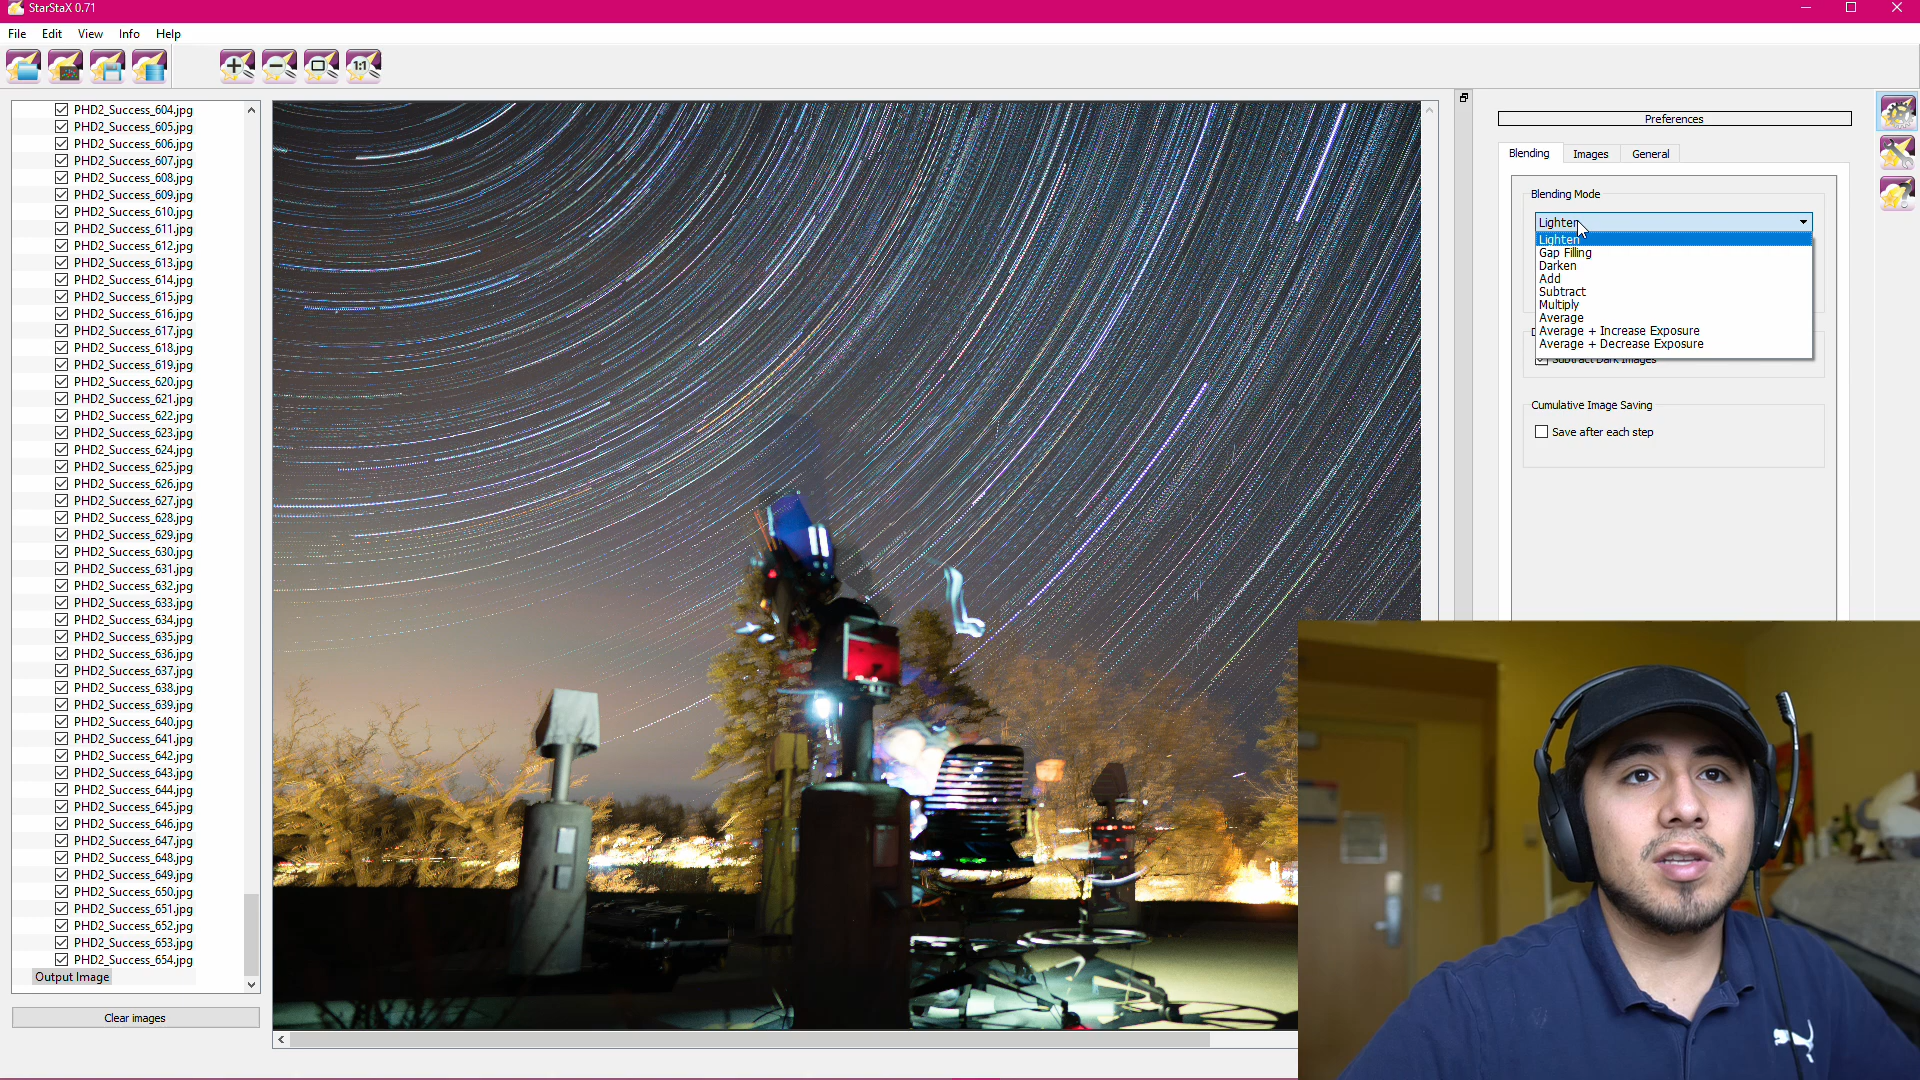 StarStaX 0.71
File Edit View Info Help
1:1
PHD2_Success_604.jpg
PHD2_Success_605.jpg
PHD2_Success_606.jpg
PHD2_Success_607.jpg
PHD2_Success_608.jpg
PHD2_Success_609.jpg
PHD2_Success_610.jpg
PHD2_Success_611.jpg
PHD2_Success_612.jpg
PHD2_Success_613.jpg
PHD2_Success_614.jpg
PHD2_Success_615.jpg
PHD2_Success_616.jpg
PHD2_Success_617.jpg
PHD2_Success_618.jpg
PHD2_Success_619.jpg
PHD2_Success_620.jpg
PHD2_Success_621.jpg
PHD2_Success_622.jpg
PHD2_Success_623.jpg
PHD2_Success_624.jpg
PHD2_Success_625.jpg
PHD2_Success_626.jpg
PHD2_Success_627.jpg
PHD2_Success_628.jpg
PHD2_Success_629.jpg
PHD2_Success_630.jpg
PHD2_Success_631.jpg
PHD2_Success_632.jpg
PHD2_Success_633.jpg
PHD2_Success_634.jpg
PHD2_Success_635.jpg
PHD2_Success_636.jpg
PHD2_Success_637.jpg
PHD2_Success_638.jpg
PHD2_Success_639.jpg
PHD2_Success_640.jpg
PHD2_Success_641.jpg
PHD2_Success_642.jpg
PHD2_Success_643.jpg
PHD2_Success_644.jpg
PHD2_Success_645.jpg
PHD2_Success_646.jpg
PHD2_Success_647.jpg
PHD2_Success_648.jpg
PHD2_Success_649.jpg
PHD2_Success_650.jpg
PHD2_Success_651.jpg
PHD2_Success_652.jpg
PHD2_Success_653.jpg
PHD2_Success_654.jpg
Output Image
Clear images
Preferences
Blending Images General
Blending Mode
Lighten
Lighten
Gap Filling
Darken
Add
Subtract
Multiply
Average
Average + Increase Exposure
Average + Decrease Exposure
Subtract Dark Images
Cumulative Image Saving
Save after each step